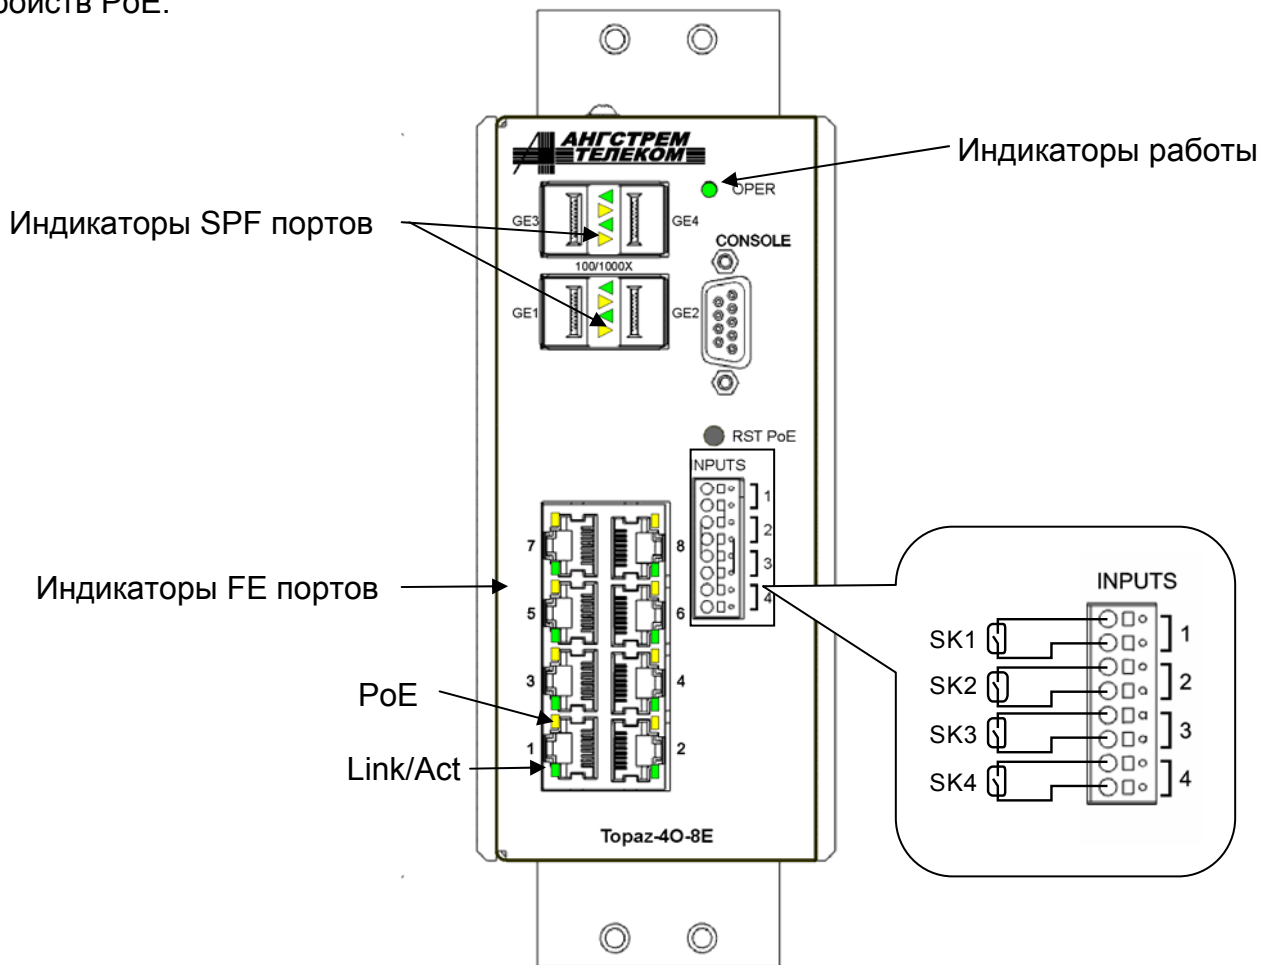 ройств PoE.
АНГСТРЕМ
ТЕЛЕКОМ
Индикаторы работы
OPER
Индикаторы SPF портов
GE3
GE4
CONSOLE
100/1000X
GE1
GE2
RST PoE
NPUTS
1
2
3
4
7
8
Индикаторы FE портов
5
6
3
4
PoE
1
2
Link/Act
Topaz-4O-8E
INPUTS
SK1
1
SK2
2
SK3
3
SK4
4